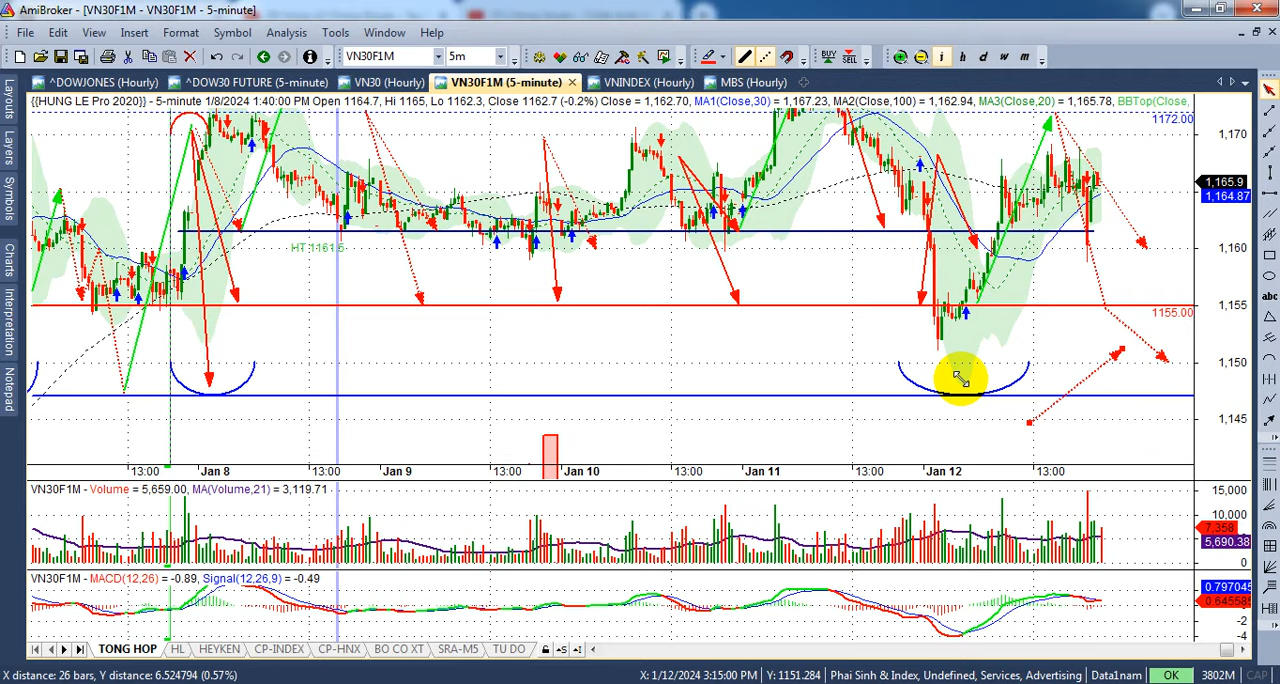 AmiBroker - [VN30F1M - VN30F1M - 5-minute]
File Edit View Insert Format Symbol Analysis Tools Window Help
VN30F1M 5m BUY SELL i h d w m
^DOWJONES (Hourly) ^DOW30 FUTURE (5-minute) VN30 (Hourly) VN30F1M (5-minute) VNINDEX (Hourly) MBS (Hourly)
Layouts
Layers
Symbols
Charts
Interpretation
Notepad
{{HUNG LE Pro 2020}} - 5-minute 1/8/2024 1:40:00 PM Open 1164.7, Hi 1165, Lo 1162.3, Close 1162.7 (-0.2%) Close = 1,162.70, MA1(Close,30) = 1,167.23, MA2(Close,100) = 1,162.94, MA3(Close,20) = 1,165.78, BBTop(Close,
1172.00
1,170
1,165.9
1,164.87
HT 1161.5
1,160
1,155
1155.00
1,150
1,145
13:00 Jan 8 13:00 Jan 9 13:00 Jan 10 13:00 Jan 11 13:00 Jan 12 13:00
VN30F1M - Volume = 5,659.00, MA(Volume,21) = 3,119.71
15,000
10,000
7,358
5,690.38
0
VN30F1M - MACD(12,26) = -0.89, Signal(12,26,9) = -0.49
0.797045
0.645585
-2
-4
TONG HOP HL HEYKEN CP-INDEX CP-HNX BO CO XT SRA-M5 TU DO
abc
X distance: 26 bars, Y distance: 6.524794 (0.57%) X: 1/12/2024 3:15:00 PM Y: 1151.284 Phai Sinh & Index, Undefined, Services, Advertising Data1nam OK 3802M CAP